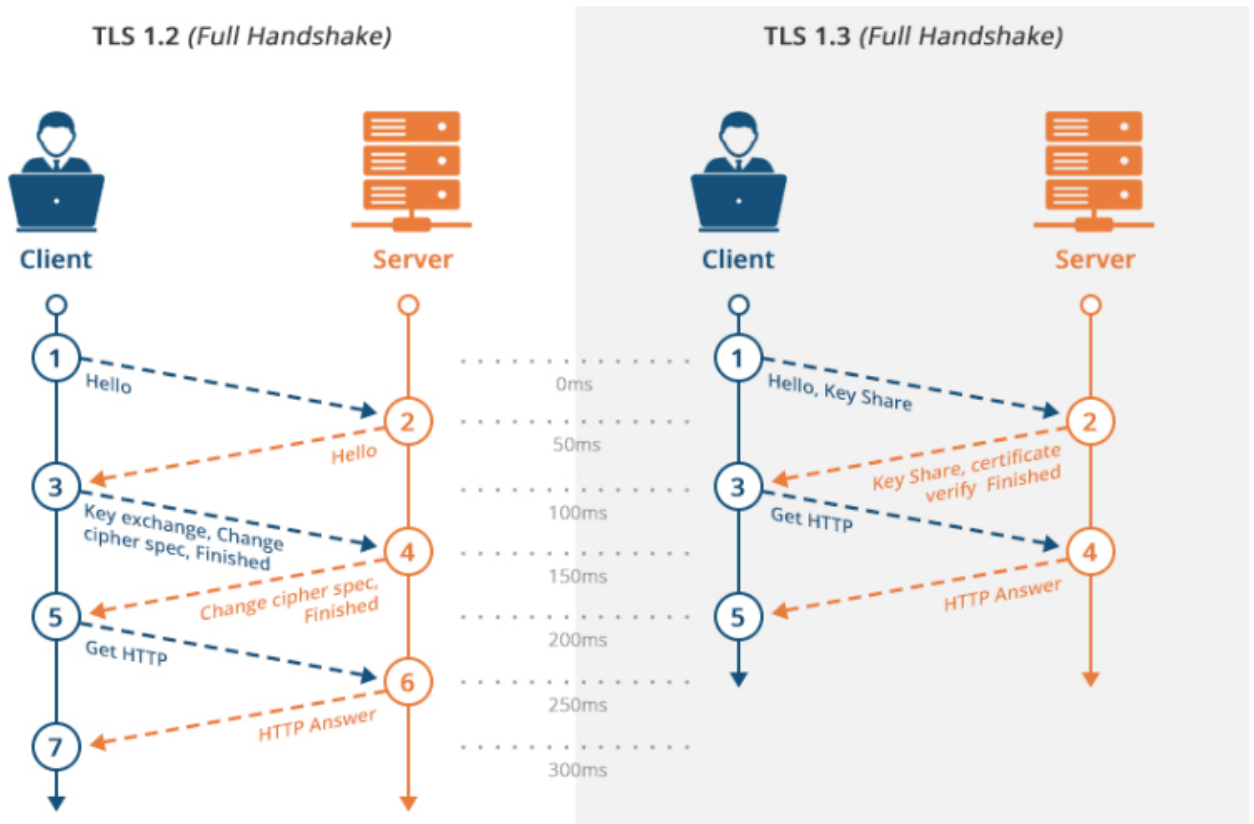 TLS 1.2 (Full Handshake)
Client
Server
1
Hello
2
Hello
3
Key exchange, Change
cipher spec, Finished
4
Change cipher spec,
Finished
5
Get HTTP
6
HTTP Answer
7
0ms
50ms
100ms
150ms
200ms
250ms
300ms
TLS 1.3 (Full Handshake)
Client
Server
1
Hello, Key Share
2
Key Share, certificate
verify Finished
3
Get HTTP
4
HTTP Answer
5